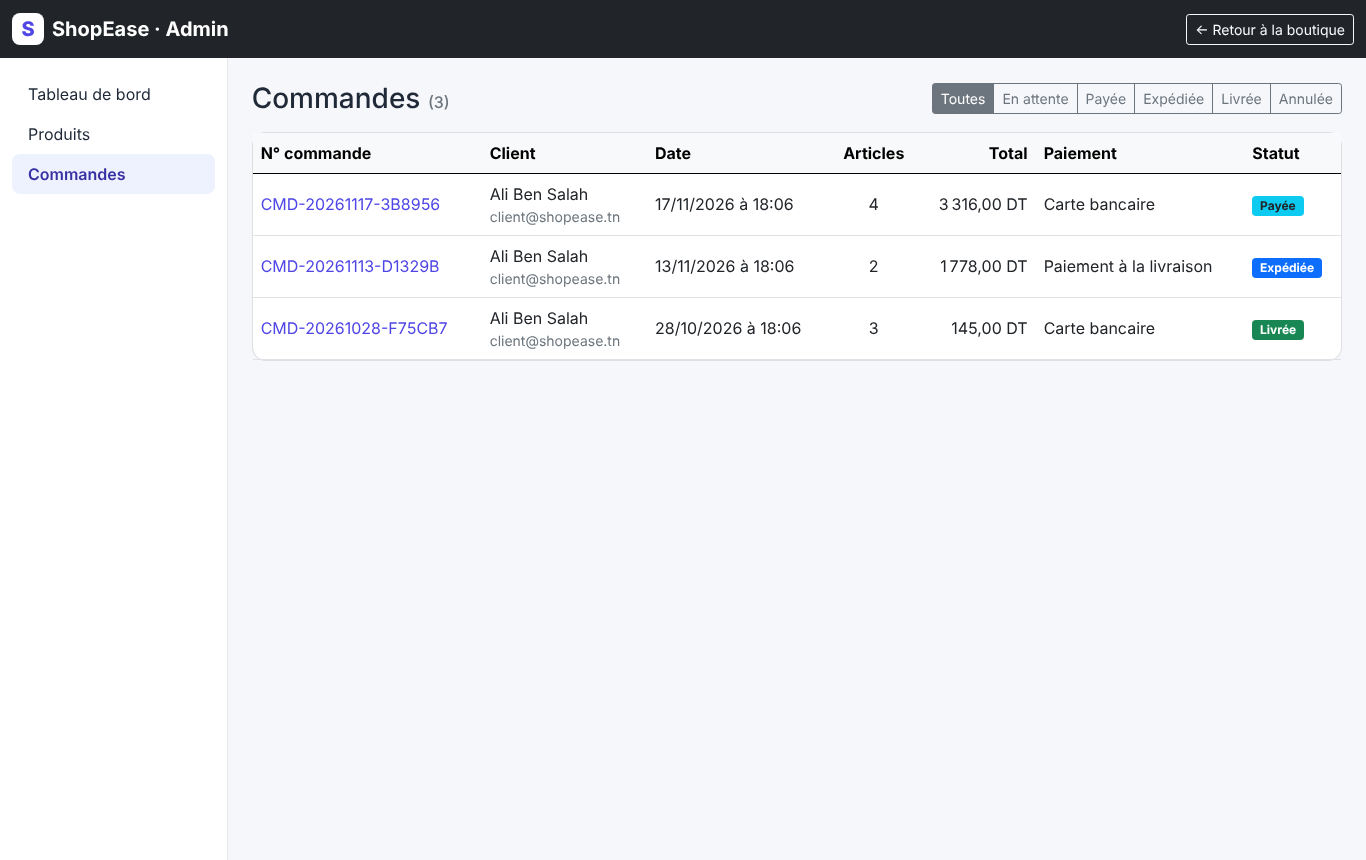 S ShopEase · Admin
← Retour à la boutique
Tableau de bord
Produits
Commandes
Commandes (3)
Toutes En attente Payée Expédiée Livrée Annulée
N° commande Client Date Articles Total Paiement Statut
CMD-20261117-3B8956 Ali Ben Salah 17/11/2026 à 18:06 4 3 316,00 DT Carte bancaire Payée
client@shopease.tn
CMD-20261113-D1329B Ali Ben Salah 13/11/2026 à 18:06 2 1 778,00 DT Paiement à la livraison Expédiée
client@shopease.tn
CMD-20261028-F75CB7 Ali Ben Salah 28/10/2026 à 18:06 3 145,00 DT Carte bancaire Livrée
client@shopease.tn